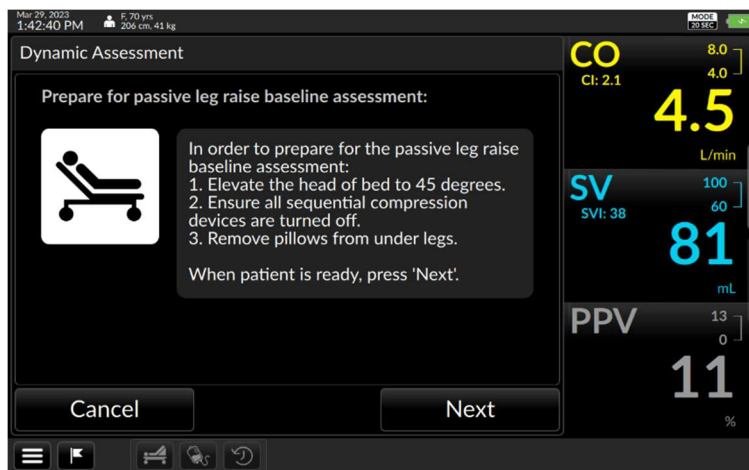 Mar 29, 2023
1:42:40 PM
F, 70 yrs
206 cm, 41 kg
MODE
20 SEC
Dynamic Assessment
Prepare for passive leg raise baseline assessment:
In order to prepare for the passive leg raise
baseline assessment:
1. Elevate the head of bed to 45 degrees.
2. Ensure all sequential compression
devices are turned off.
3. Remove pillows from under legs.
When patient is ready, press 'Next'.
Cancel
Next
CO
CI: 2.1
8.0
4.0
4.5
L/min
SV
SVI: 38
100
60
81
mL
PPV
13
0
11
%